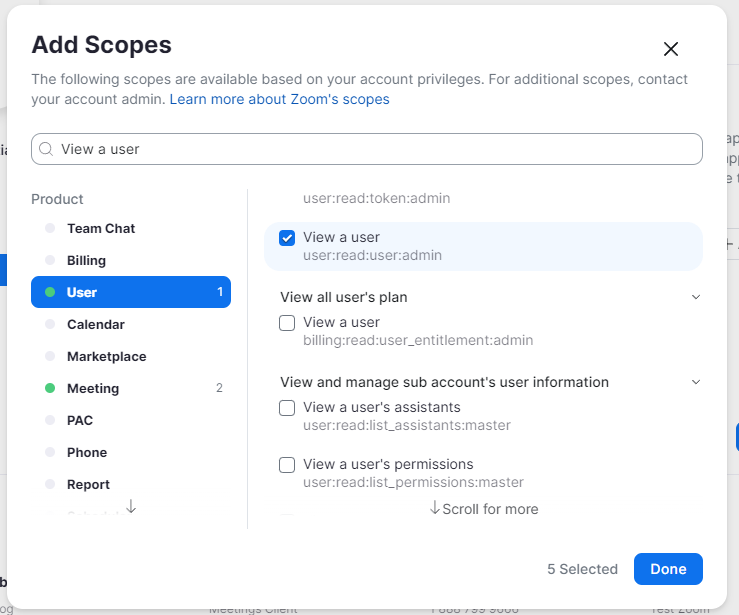 Add Scopes
The following scopes are available based on your account privileges. For additional scopes, contact
your account admin. Learn more about Zoom's scopes
View a user
Product
Team Chat
Billing
User 1
Calendar
Marketplace
Meeting 2
PAC
Phone
Report
user:read:token:admin
View a user
user:read:user:admin
View all user's plan
View a user
billing:read:user_entitlement:admin
View and manage sub account's user information
View a user's assistants
user:read:list_assistants:master
View a user's permissions
user:read:list_permissions:master
Scroll for more
5 Selected
Done